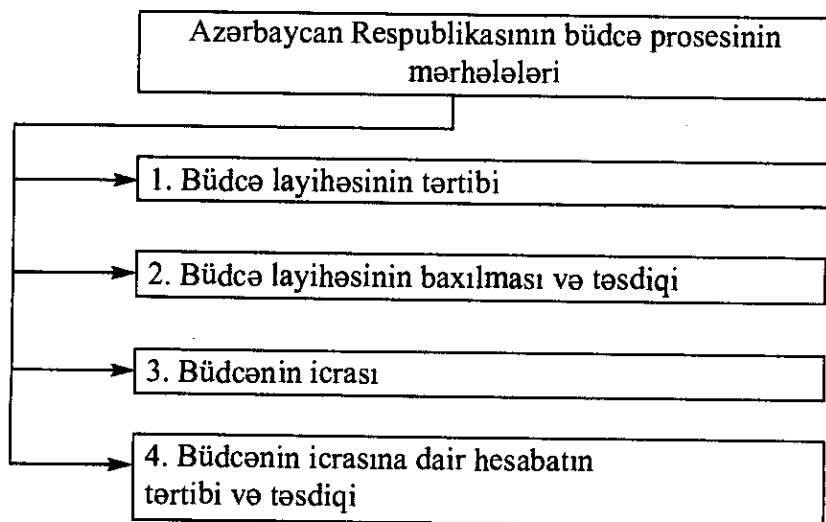 Azərbaycan Respublikasının büdcə prosesinin
mərhələləri
1. Büdcə layihəsinin tərtibi
2. Büdcə layihəsinin baxılması və təsdiqi
3. Büdcənin icrası
4. Büdcənin icrasına dair hesabatın
tərtibi və təsdiqi